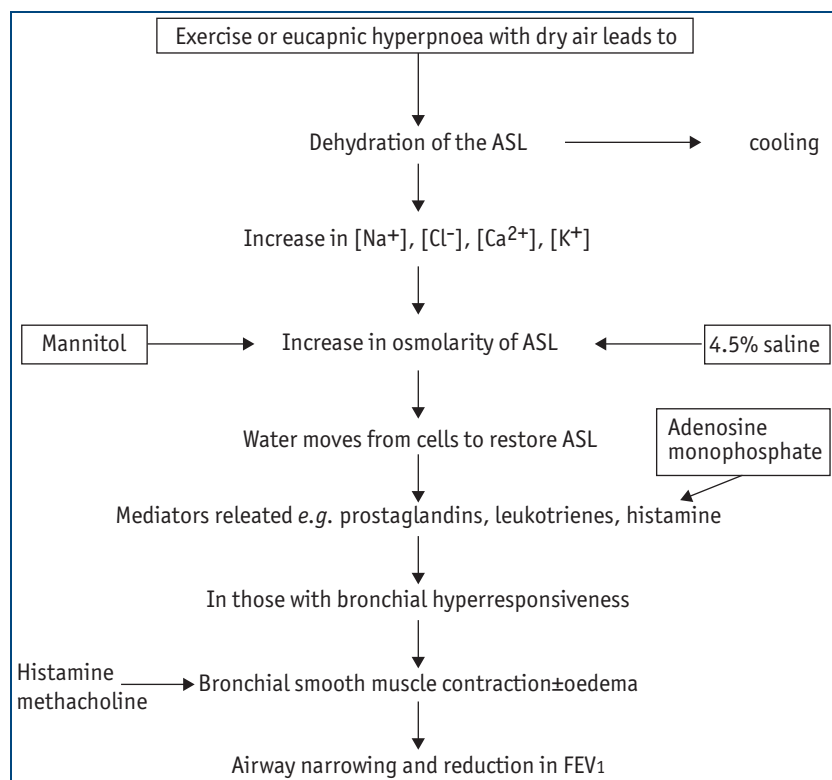 Exercise or eucapnic hyperpnoea with dry air leads to
Dehydration of the ASL
cooling
Increase in [Na+], [Cl-], [Ca2+], [K+]
Mannitol
Increase in osmolarity of ASL
4.5% saline
Water moves from cells to restore ASL
Adenosine
monophosphate
Mediators releated e.g. prostaglandins, leukotrienes, histamine
In those with bronchial hyperresponsiveness
Histamine
methacholine
Bronchial smooth muscle contraction±oedema
Airway narrowing and reduction in FEV1